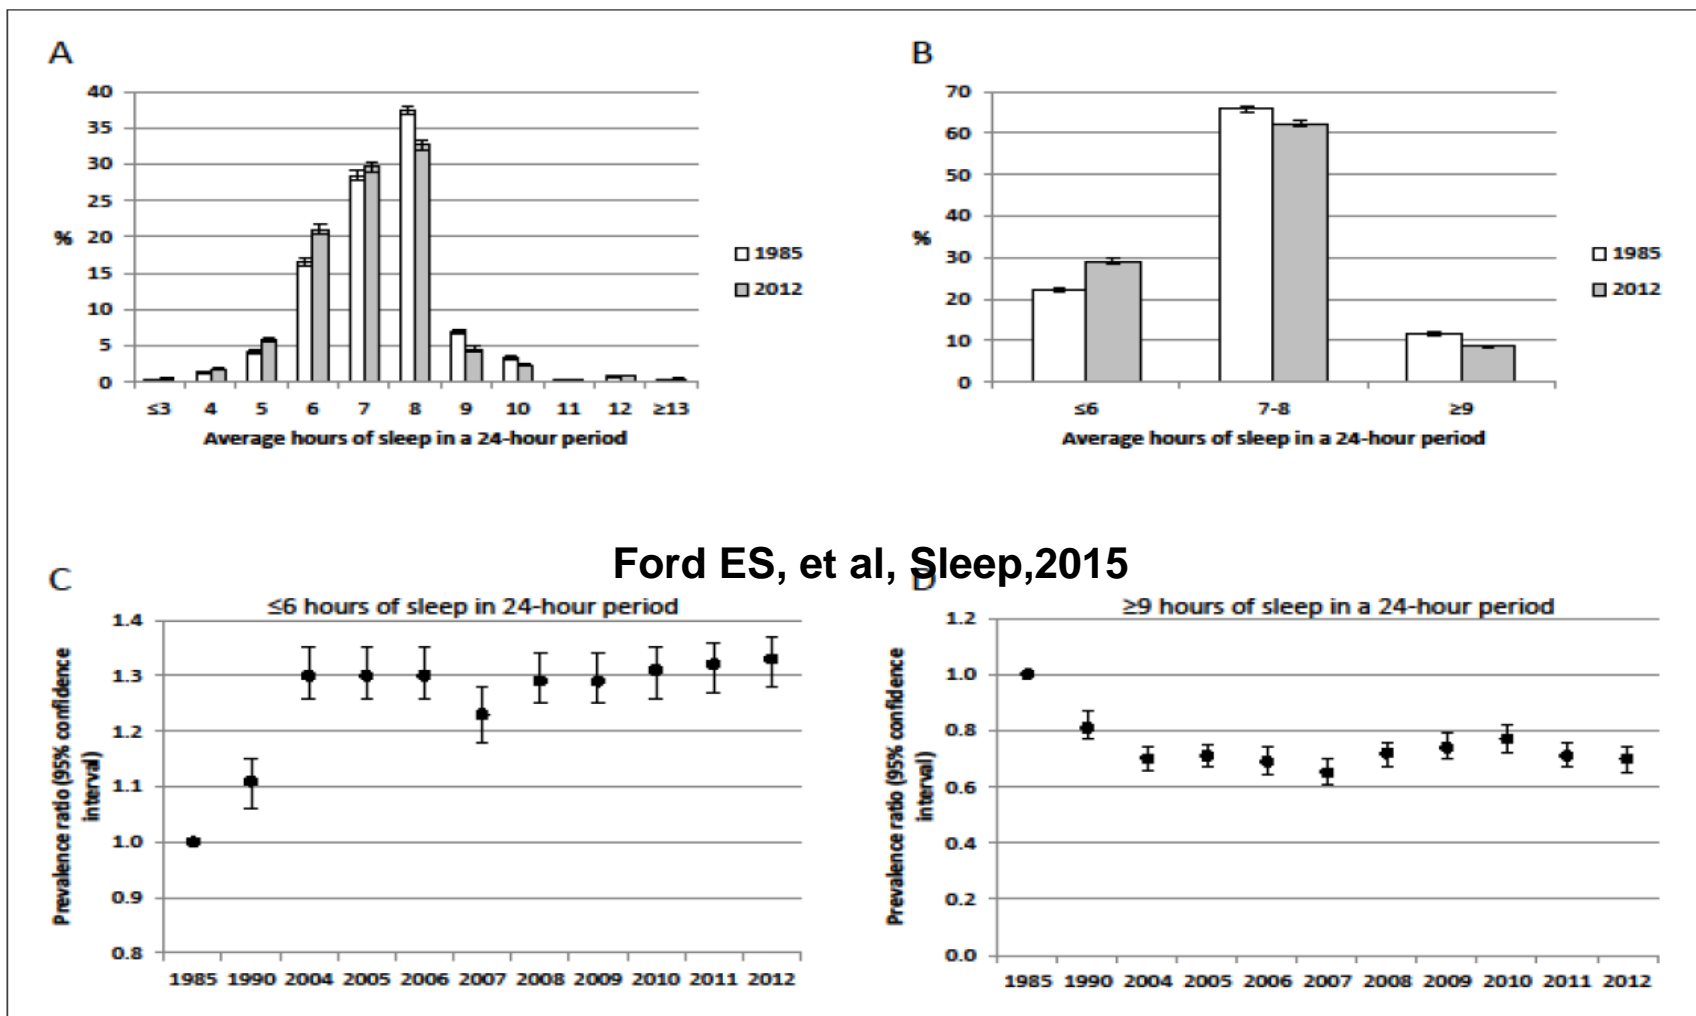 A
40
35
30
25
20
15
10
5
0
%
≤3 4 5 6 7 8 9 10 11 12 ≥13
Average hours of sleep in a 24-hour period
1985
2012
B
70
60
50
40
30
20
10
0
%
≤6 7-8 ≥9
Average hours of sleep in a 24-hour period
1985
2012
Ford ES, et al, Sleep,2015
C
≤6 hours of sleep in 24-hour period
1.4
1.3
1.2
1.1
1.0
0.9
0.8
Prevalence ratio (95% confidence
interval)
1985 1990 2004 2005 2006 2007 2008 2009 2010 2011 2012
D
≥9 hours of sleep in a 24-hour period
1.2
1.0
0.8
0.6
0.4
0.2
0.0
Prevalence ratio (95% confidence
interval)
1985 1990 2004 2005 2006 2007 2008 2009 2010 2011 2012